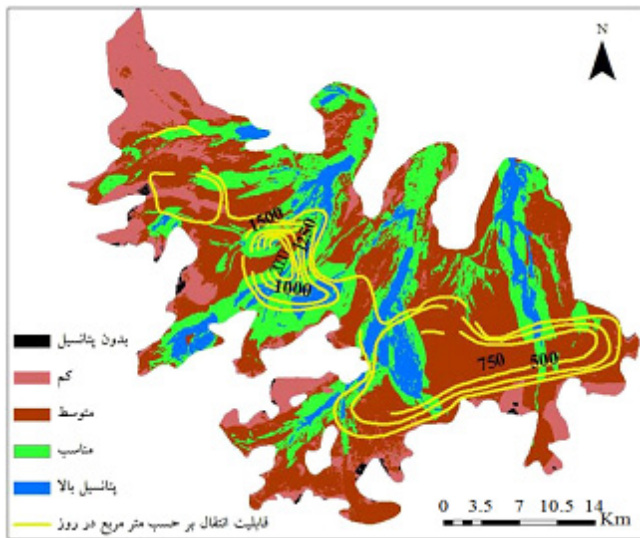 N
1500
1250
1000
750
500
بدون پتانسیل
کم
متوسط
مناسب
پتانسیل بالا
قابلیت انتقال بر حسب متر مربع در روز
0 3.5 7 10.5 14
Km